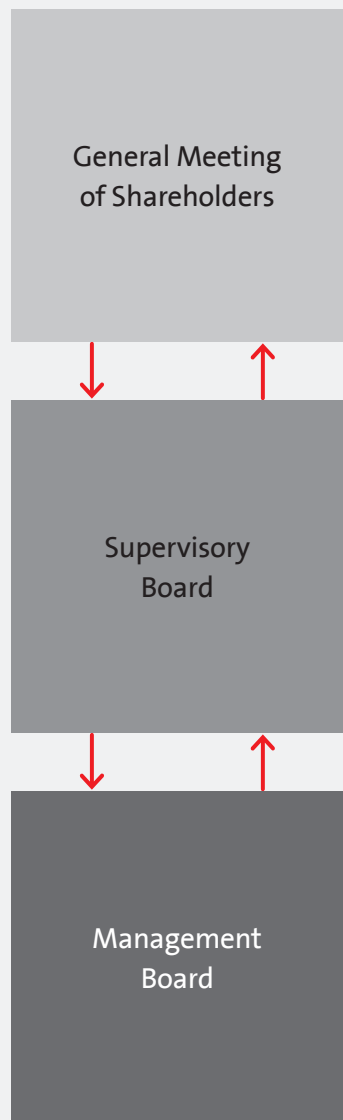 General Meeting
of Shareholders
Supervisory
Board
Management
Board